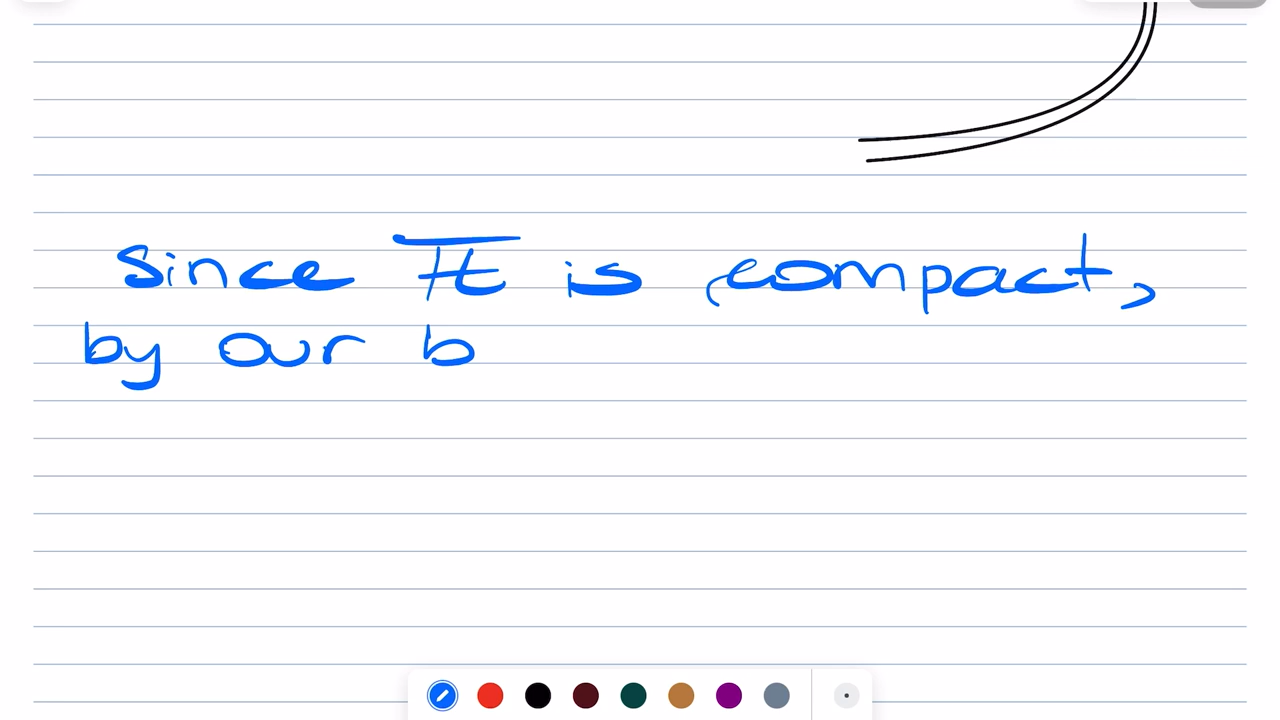 Since H̅ is compact,
by our b